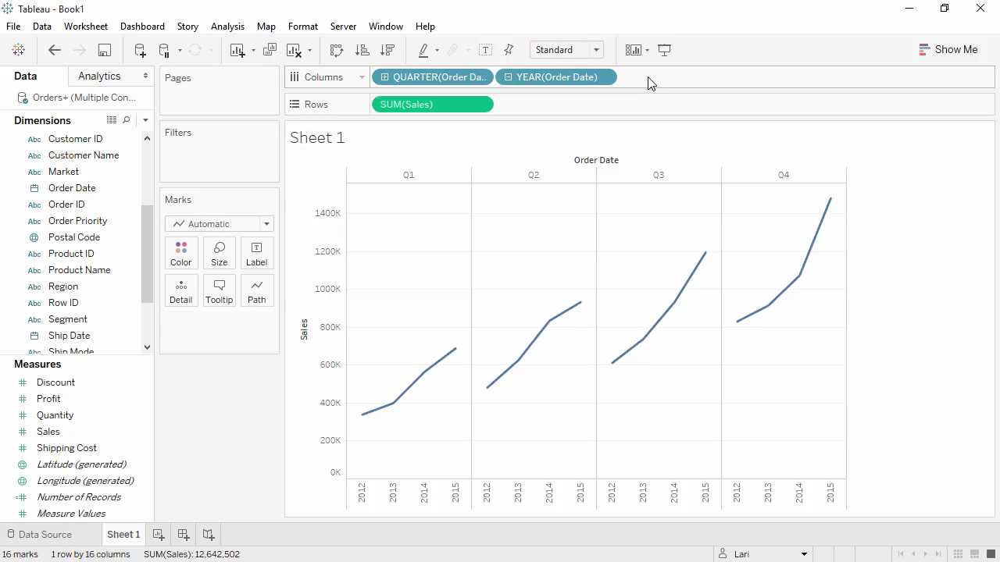 Tableau - Book1
File Data Worksheet Dashboard Story Analysis Map Format Server Window Help
Standard
Show Me
Data Analytics
Orders+ (Multiple Con...
Dimensions
Abc Customer ID
Abc Customer Name
Abc Market
Order Date
Abc Order ID
Abc Order Priority
Postal Code
Abc Product ID
Abc Product Name
Abc Region
Abc Row ID
Abc Segment
Ship Date
Abc Ship Mode
Measures
# Discount
# Profit
# Quantity
# Sales
# Shipping Cost
Latitude (generated)
Longitude (generated)
=# Number of Records
# Measure Values
Pages
Filters
Marks
Automatic
Color Size Label
Detail Tooltip Path
Columns QUARTER(Order Da.. YEAR(Order Date)
Rows SUM(Sales)
Sheet 1
Order Date
Q1 Q2 Q3 Q4
Sales
1400K
1200K
1000K
800K
600K
400K
200K
0K
2012 2013 2014 2015 2012 2013 2014 2015 2012 2013 2014 2015 2012 2013 2014 2015
Data Source Sheet 1
16 marks 1 row by 16 columns SUM(Sales): 12,642,502 Lari